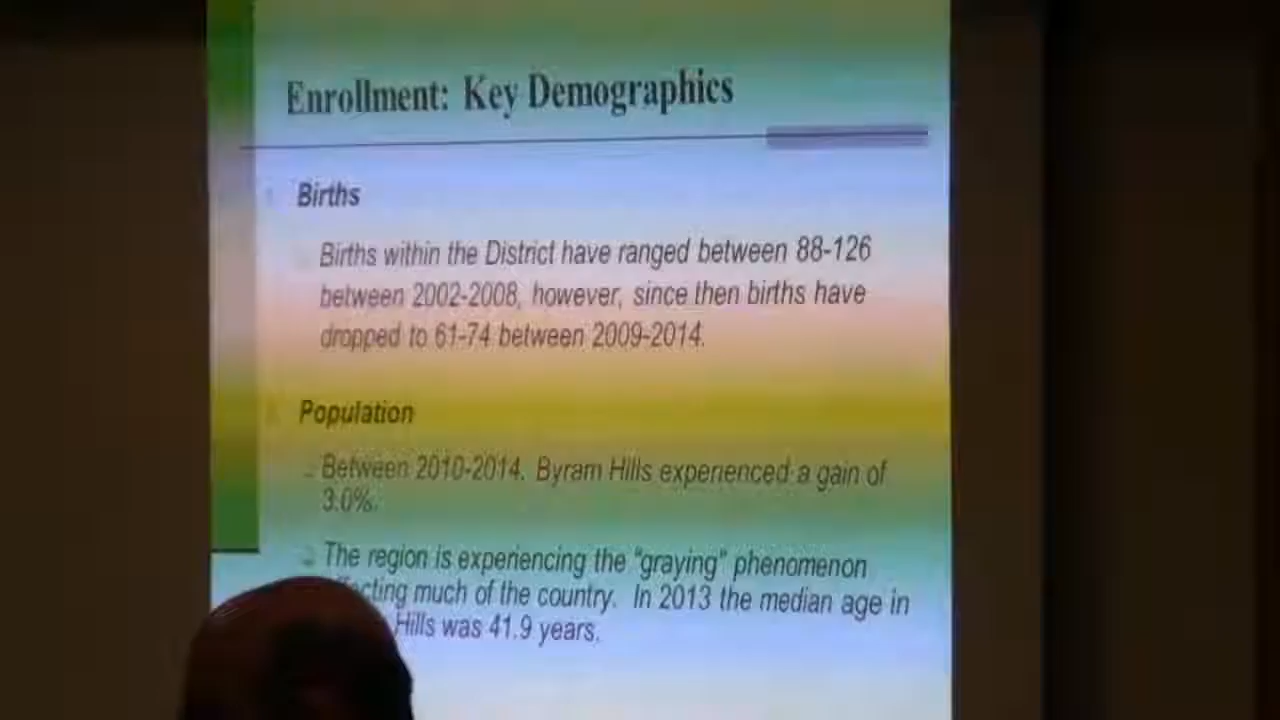 Enrollment: Key Demographics
Births
Births within the District have ranged between 88-126
between 2002-2008, however, since then births have
dropped to 61-74 between 2009-2014.
Population
Between 2010-2014. Byram Hills experienced a gain of
3.0%.
The region is experiencing the "graying" phenomenon
much of the country. In 2013 the median age in
Hills was 41.9 years.